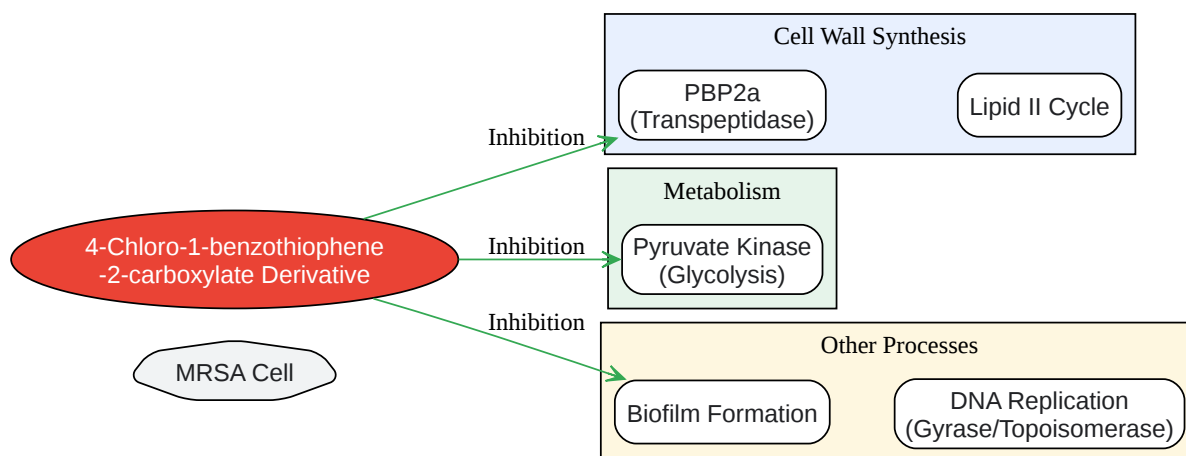 Cell Wall Synthesis
PBP2a
(Transpeptidase)
Lipid II Cycle
Inhibition
Metabolism
4-Chloro-1-benzothiophene
-2-carboxylate Derivative
Inhibition
Pyruvate Kinase
(Glycolysis)
Inhibition
Other Processes
MRSA Cell
Biofilm Formation
DNA Replication
(Gyrase/Topoisomerase)